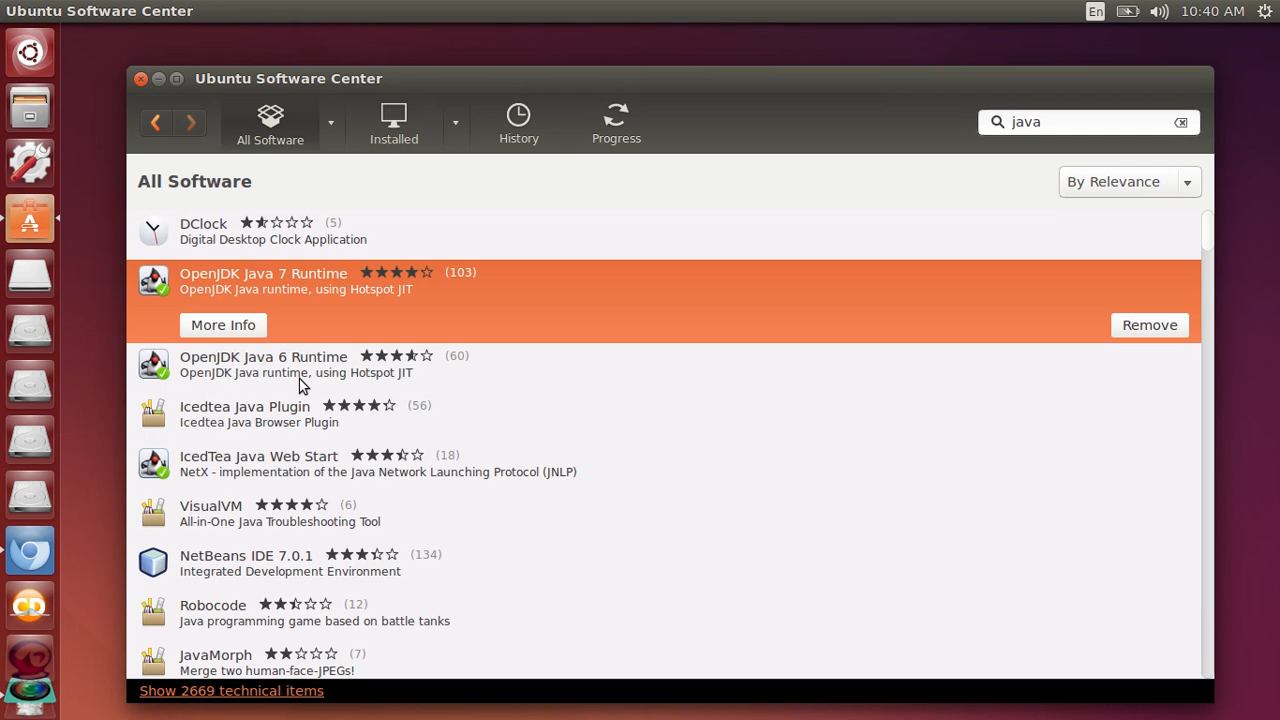 Ubuntu Software Center
En
10:40 AM
Ubuntu Software Center
All Software
Installed
History
Progress
java
All Software
By Relevance
DClock (5)
Digital Desktop Clock Application
OpenJDK Java 7 Runtime (103)
OpenJDK Java runtime, using Hotspot JIT
More Info
Remove
OpenJDK Java 6 Runtime (60)
OpenJDK Java runtime, using Hotspot JIT
Icedtea Java Plugin (56)
Icedtea Java Browser Plugin
IcedTea Java Web Start (18)
NetX - implementation of the Java Network Launching Protocol (JNLP)
VisualVM (6)
All-in-One Java Troubleshooting Tool
NetBeans IDE 7.0.1 (134)
Integrated Development Environment
Robocode (12)
Java programming game based on battle tanks
JavaMorph (7)
Merge two human-face-JPEGs!
CD
Show 2669 technical items